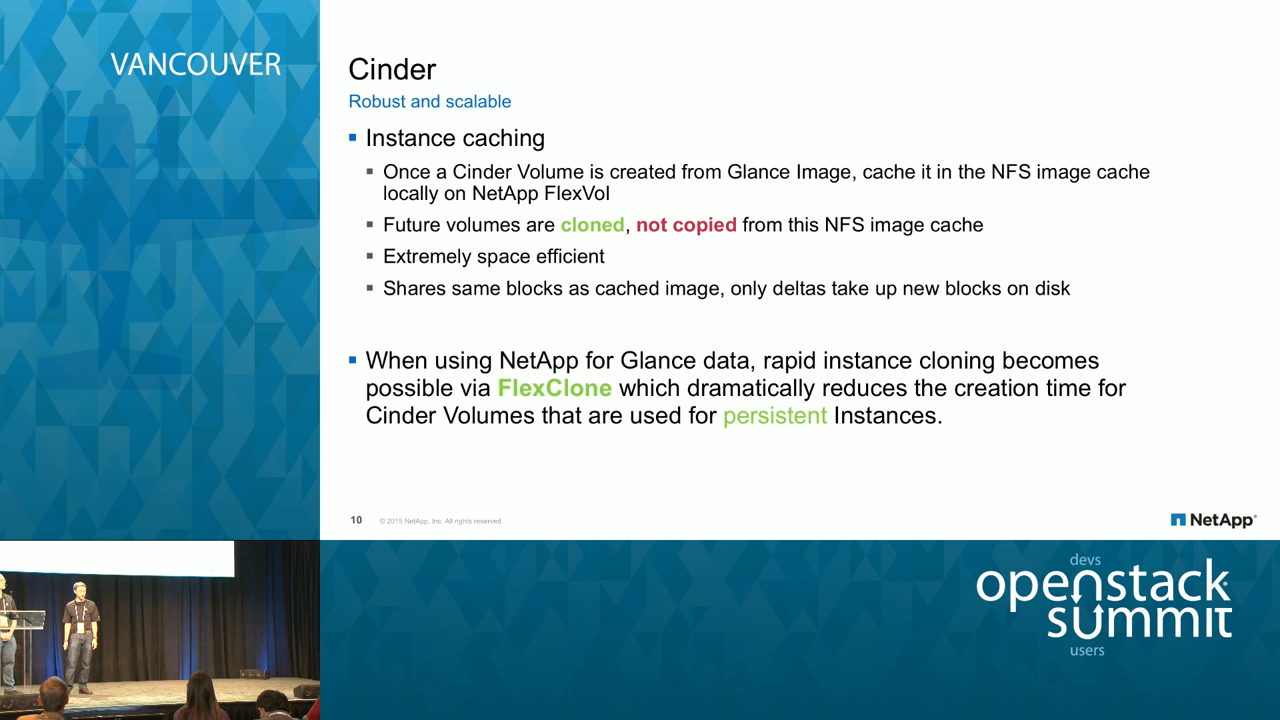 VANCOUVER
Cinder
Robust and scalable
Instance caching
Once a Cinder Volume is created from Glance Image, cache it in the NFS image cache
locally on NetApp FlexVol
Future volumes are cloned, not copied from this NFS image cache
Extremely space efficient
Shares same blocks as cached image, only deltas take up new blocks on disk
When using NetApp for Glance data, rapid instance cloning becomes
possible via FlexClone which dramatically reduces the creation time for
Cinder Volumes that are used for persistent Instances.
10 © 2015 NetApp, Inc. All rights reserved.
NetApp®
devs
openstack
summit
users